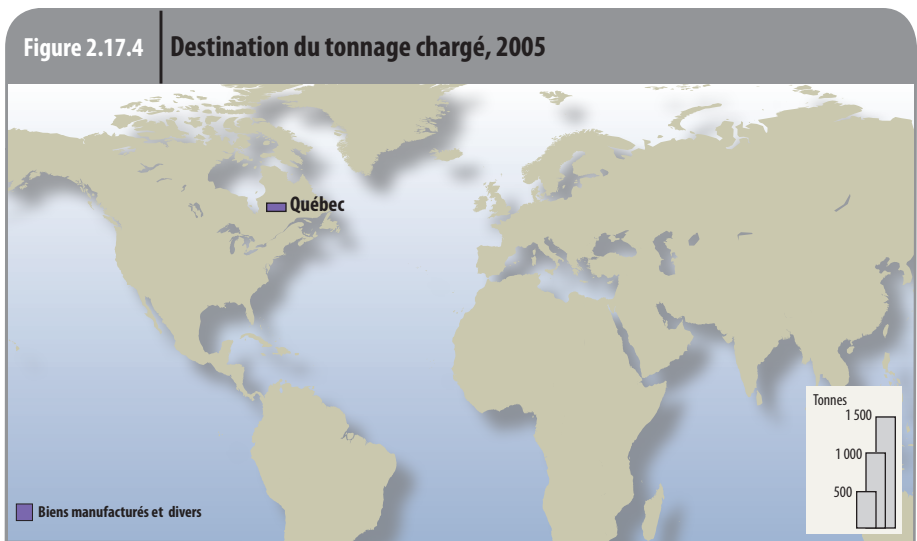 Figure 2.17.4
Destination du tonnage chargé, 2005
Québec
Tonnes
1 500
1 000
500
Biens manufacturés et divers